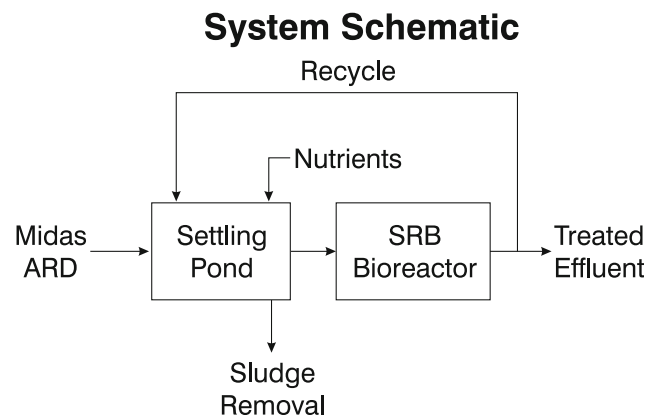 System Schematic
Recycle
Nutrients
Midas
ARD
Settling
Pond
SRB
Bioreactor
Treated
Effluent
Sludge
Removal